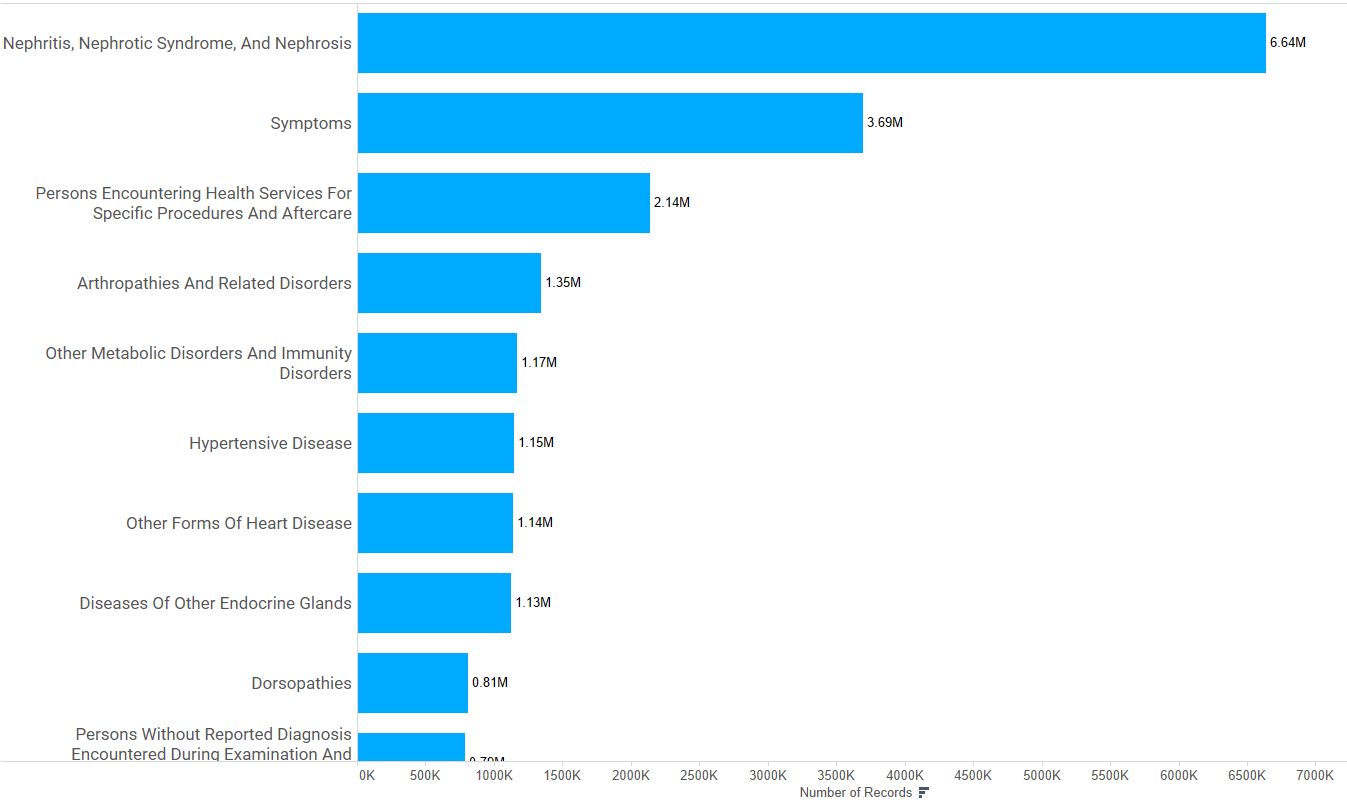 Nephritis, Nephrotic Syndrome, And Nephrosis
6.64M
Symptoms
3.69M
Persons Encountering Health Services For
Specific Procedures And Aftercare
2.14M
Arthropathies And Related Disorders
1.35M
Other Metabolic Disorders And Immunity
Disorders
1.17M
Hypertensive Disease
1.15M
Other Forms Of Heart Disease
1.14M
Diseases Of Other Endocrine Glands
1.13M
Dorsopathies
0.81M
Persons Without Reported Diagnosis
Encountered During Examination And
0K 500K 1000K 1500K 2000K 2500K 3000K 3500K 4000K 4500K 5000K 5500K 6000K 6500K 7000K
Number of Records